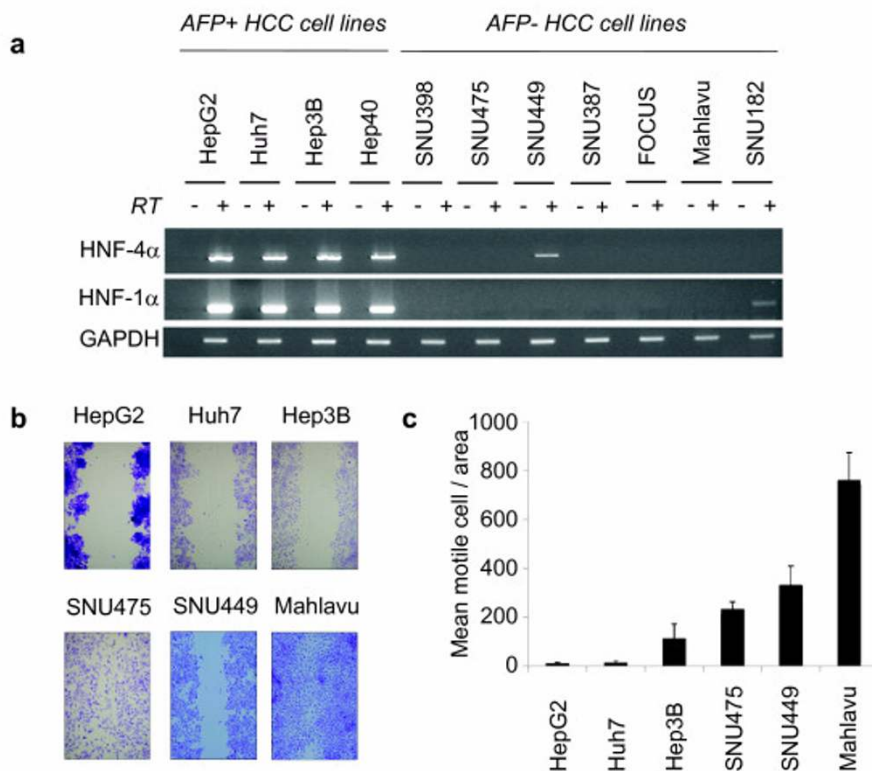 a
AFP+ HCC cell lines AFP- HCC cell lines
HepG2 Huh7 Hep3B Hep40 SNU398 SNU475 SNU449 SNU387 FOCUS Mahlavu SNU182
RT - + - + - + - + - + - + - + - + - + - + - +
HNF-4α
HNF-1α
GAPDH
b
HepG2 Huh7 Hep3B
SNU475 SNU449 Mahlavu
c
Mean motile cell / area
1000
800
600
400
200
0
HepG2 Huh7 Hep3B SNU475 SNU449 Mahlavu